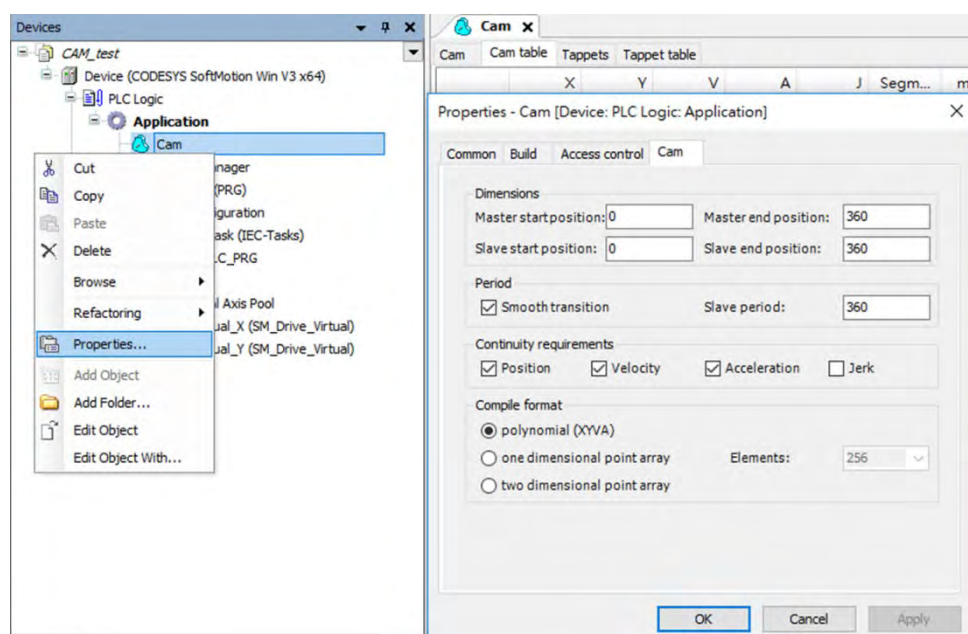 Devices
CAM_test
Device (CODESYS SoftMotion Win V3 x64)
PLC Logic
Application
Cam
Cut
Copy
Paste
Delete
Browse
Refactoring
Properties...
Add Object
Add Folder...
Edit Object
Edit Object With...
nager
(PRG)
iguration
ask (IEC-Tasks)
.C_PRG
l Axis Pool
ual_X (SM_Drive_Virtual)
ual_Y (SM_Drive_Virtual)
Cam
Cam Cam table Tappets Tappet table
X Y V A J Segm... m
Properties - Cam [Device: PLC Logic: Application]
Common Build Access control Cam
Dimensions
Master start position: 0 Master end position: 360
Slave start position: 0 Slave end position: 360
Period
Smooth transition Slave period: 360
Continuity requirements
Position Velocity Acceleration Jerk
Compile format
polynomial (XYVA)
one dimensional point array Elements: 256
two dimensional point array
OK Cancel Apply